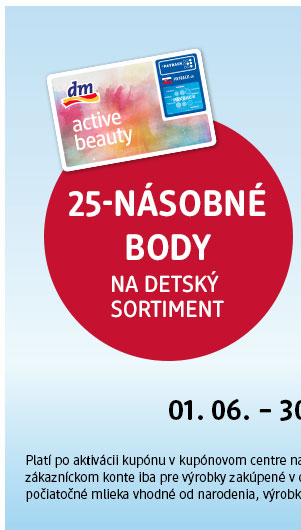 PAYBACK
dm
active
beauty
25-NÁSOBNÉ
BODY
NA DETSKÝ
SORTIMENT
01. 06. – 30
Platí po aktivácii kupónu v kupónovom centre na
zákazníckom konte iba pre výrobky zakúpené v d
počiatočné mlieka vhodné od narodenia, výrobk